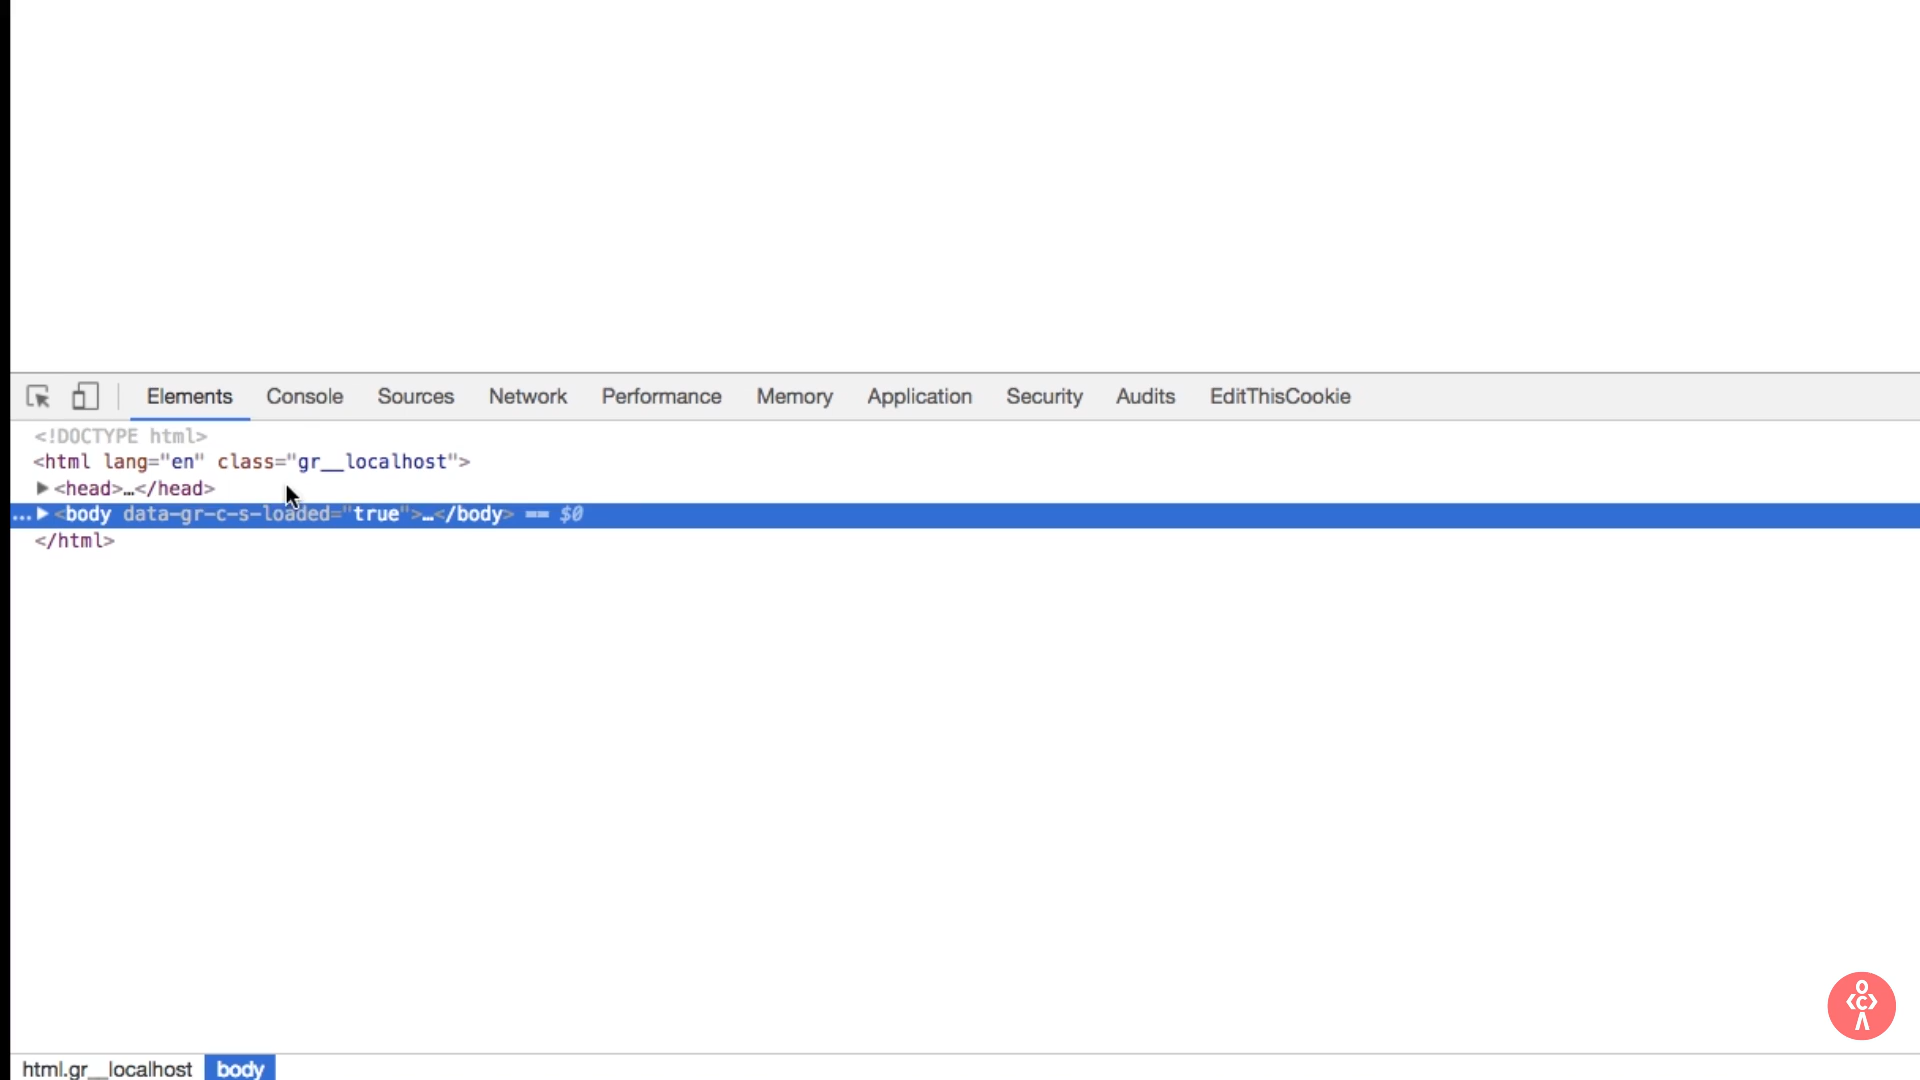 Elements Console Sources Network Performance Memory Application Security Audits EditThisCookie
<!DOCTYPE html>
<html lang="en" class="gr__localhost">
▶<head>…</head>
…▶<body data-gr-c-s-loaded="true">…</body> == $0
</html>
<C>
html.gr__localhost body